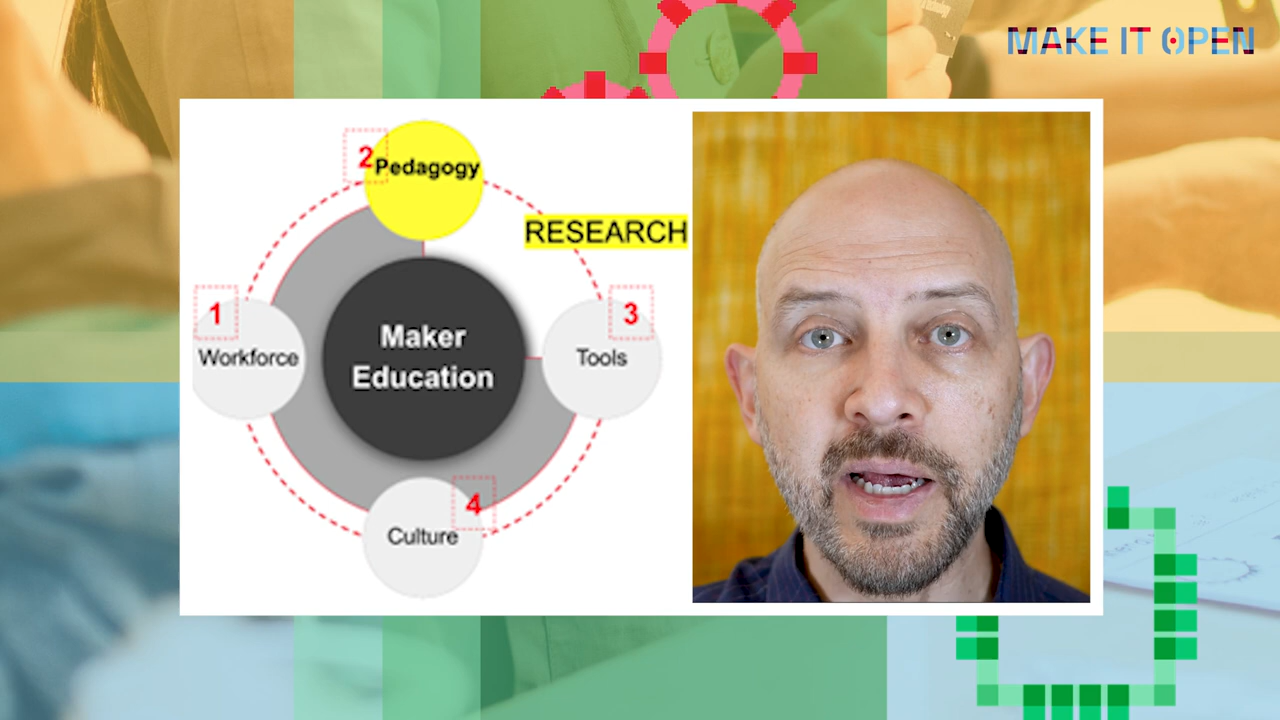 MAKE IT OPEN
2
Pedagogy
RESEARCH
1
Workforce
Maker
Education
3
Tools
4
Culture